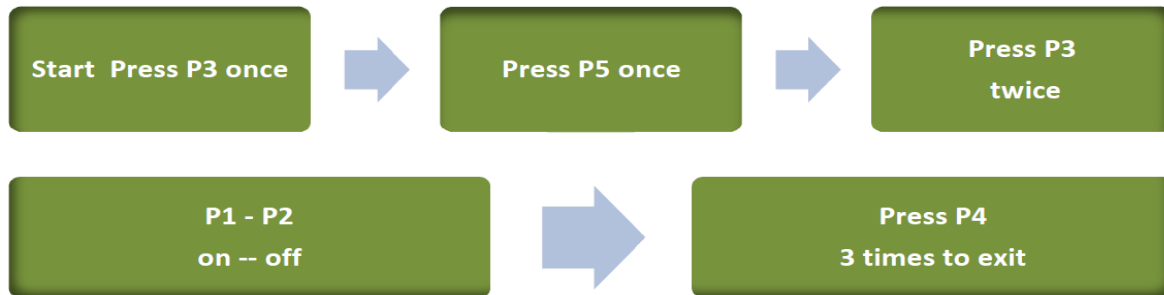 Start  Press P3 once
Press P5 once
Press P3
twice
P1 - P2
on -- off
Press P4
3 times to exit